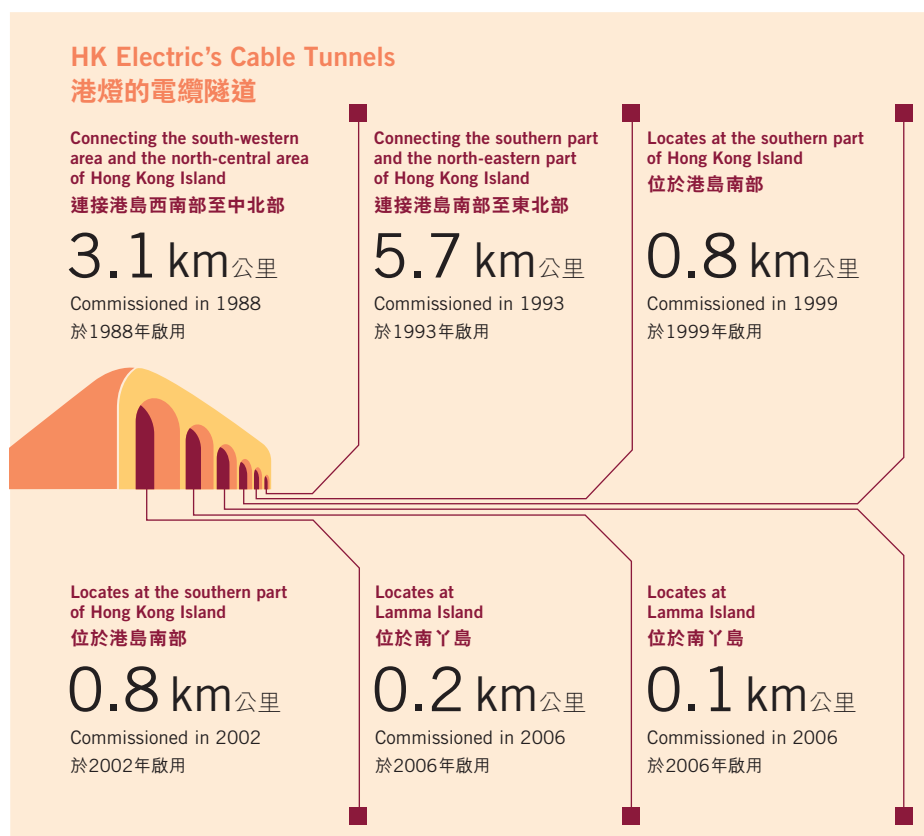 HK Electric's Cable Tunnels
港燈的電纜隧道
Connecting the south-western
area and the north-central area
of Hong Kong Island
連接港島西南部至中北部
3.1 km公里
Commissioned in 1988
於1988年啟用
Connecting the southern part
and the north-eastern part
of Hong Kong Island
連接港島南部至東北部
5.7 km公里
Commissioned in 1993
於1993年啟用
Locates at the southern part
of Hong Kong Island
位於港島南部
0.8 km公里
Commissioned in 1999
於1999年啟用
Locates at the southern part
of Hong Kong Island
位於港島南部
0.8 km公里
Commissioned in 2002
於2002年啟用
Locates at
Lamma Island
位於南丫島
0.2 km公里
Commissioned in 2006
於2006年啟用
Locates at
Lamma Island
位於南丫島
0.1 km公里
Commissioned in 2006
於2006年啟用